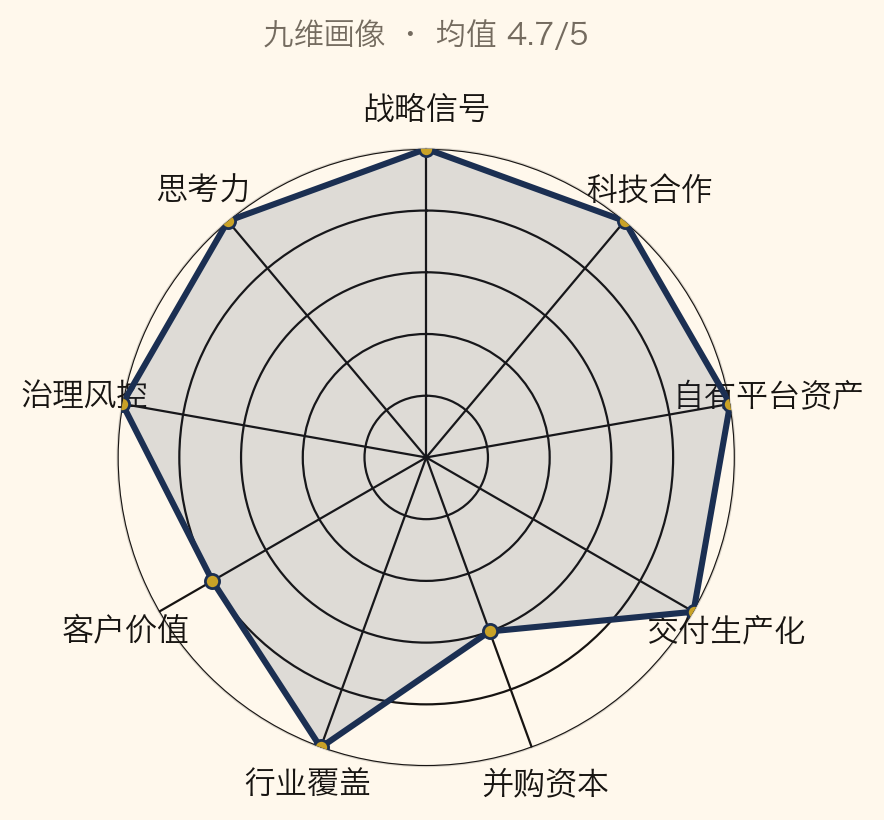 九维画像 · 均值 4.7/5
战略信号
思考力
科技合作
治理风控
自有平台资产
客户价值
交付生产化
行业覆盖
并购资本